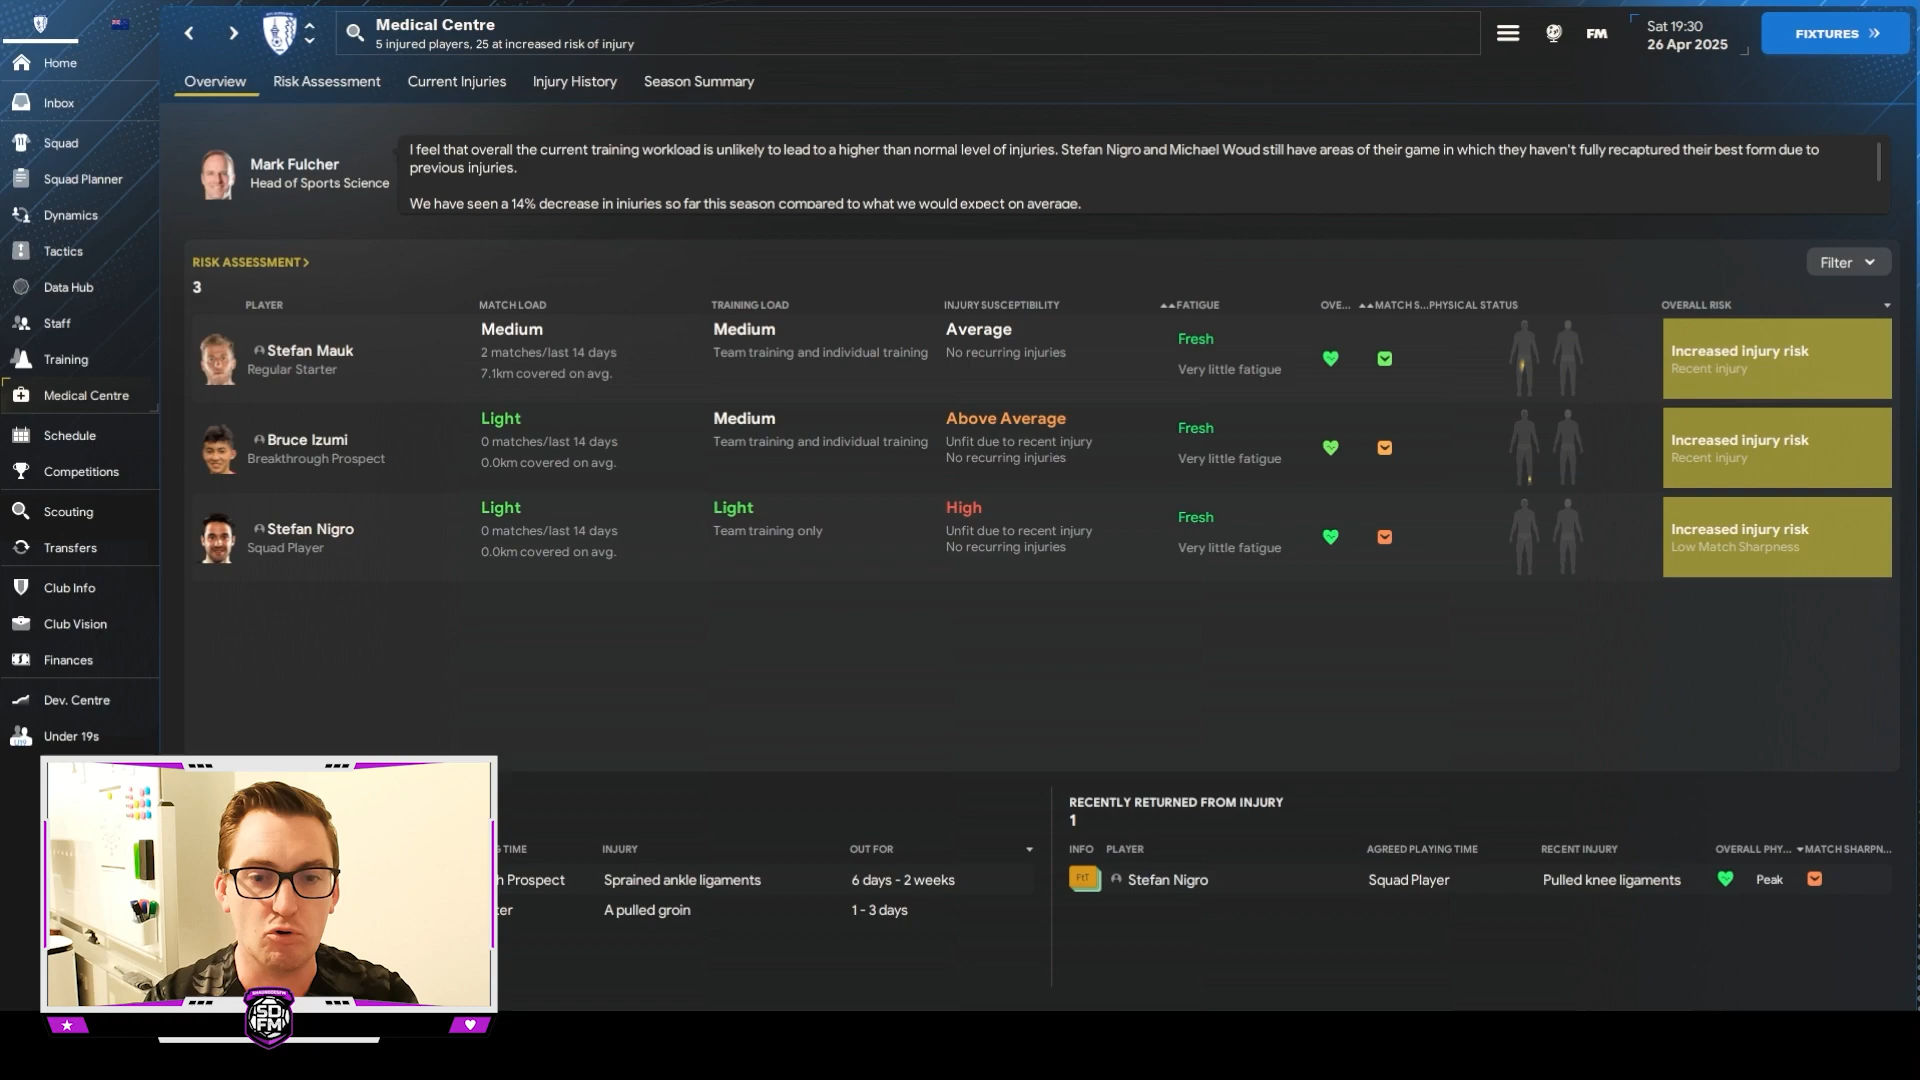 Medical Centre
5 injured players, 25 at increased risk of injury
FM
Sat 19:30
26 Apr 2025
FIXTURES
Overview
Risk Assessment
Current Injuries
Injury History
Season Summary
Home
Inbox
Squad
Squad Planner
Dynamics
Tactics
Data Hub
Staff
Training
Medical Centre
Schedule
Competitions
Scouting
Transfers
Club Info
Club Vision
Finances
Dev. Centre
U19
Under 19s
Mark Fulcher
Head of Sports Science
I feel that overall the current training workload is unlikely to lead to a higher than normal level of injuries. Stefan Nigro and Michael Woud still have areas of their game in which they haven't fully recaptured their best form due to
previous injuries.
We have seen a 14% decrease in injuries so far this season compared to what we would expect on average.
RISK ASSESSMENT >
3
Filter
PLAYER MATCH LOAD TRAINING LOAD INJURY SUSCEPTIBILITY FATIGUE OVE... MATCH S... PHYSICAL STATUS OVERALL RISK
Stefan Mauk
Regular Starter
Medium
2 matches/last 14 days
7.1km covered on avg.
Medium
Team training and individual training
Average
No recurring injuries
Fresh
Very little fatigue
Increased injury risk
Recent injury
Bruce Izumi
Breakthrough Prospect
Light
0 matches/last 14 days
0.0km covered on avg.
Medium
Team training and individual training
Above Average
Unfit due to recent injury
No recurring injuries
Fresh
Very little fatigue
Increased injury risk
Recent injury
Stefan Nigro
Squad Player
Light
0 matches/last 14 days
0.0km covered on avg.
Light
Team training only
High
Unfit due to recent injury
No recurring injuries
Fresh
Very little fatigue
Increased injury risk
Low Match Sharpness
G TIME INJURY OUT FOR
h Prospect Sprained ankle ligaments 6 days - 2 weeks
ter A pulled groin 1 - 3 days
RECENTLY RETURNED FROM INJURY
1
INFO PLAYER AGREED PLAYING TIME RECENT INJURY OVERALL PHY... MATCH SHARPN...
FtT Stefan Nigro Squad Player Pulled knee ligaments Peak
SD
FM